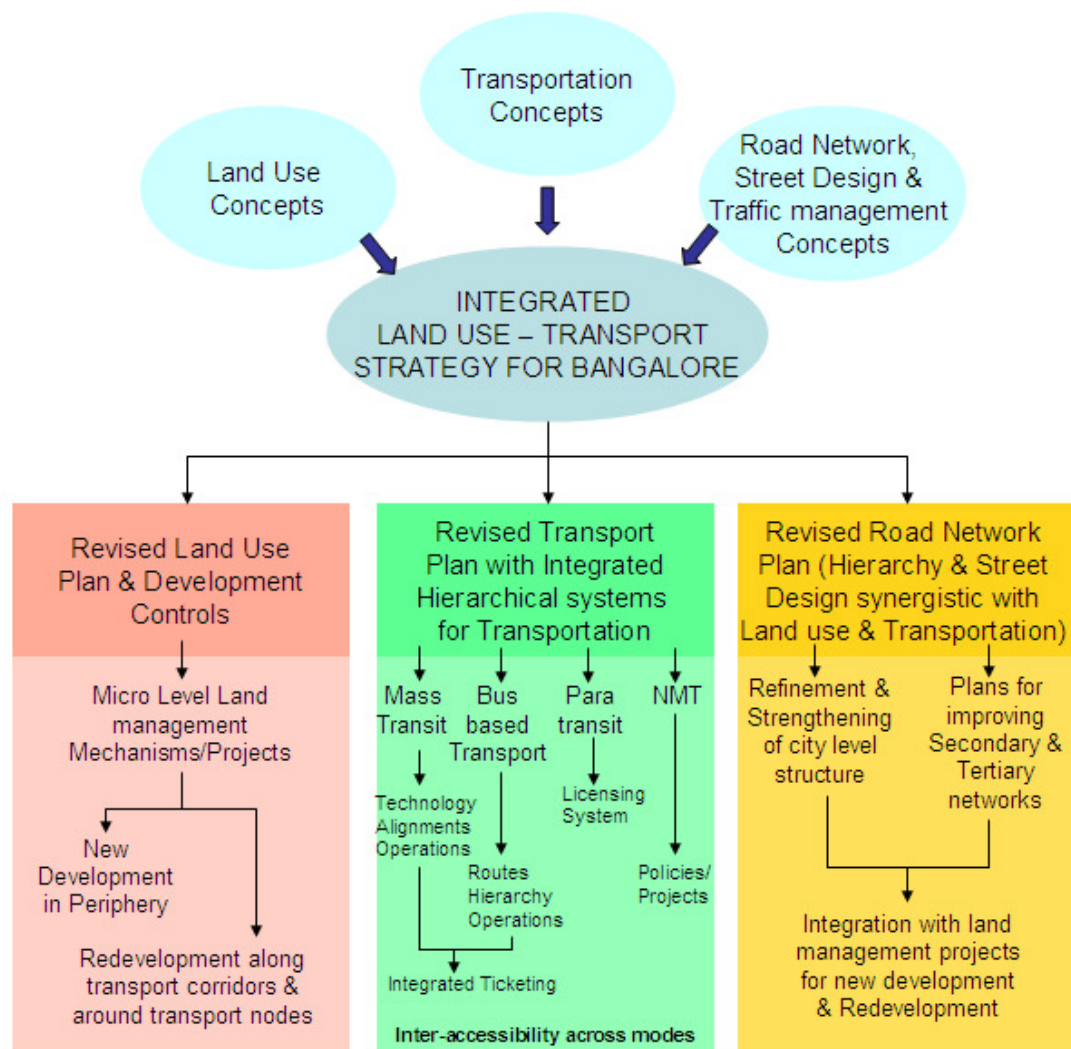 Transportation
Concepts
Land Use
Concepts
Road Network,
Street Design &
Traffic management
Concepts
INTEGRATED
LAND USE – TRANSPORT
STRATEGY FOR BANGALORE
Revised Land Use
Plan & Development
Controls
Micro Level Land
management
Mechanisms/Projects
New
Development
in Periphery
Redevelopment along
transport corridors &
around transport nodes
Revised Transport
Plan with Integrated
Hierarchical systems
for Transportation
Mass
Transit
Bus
based
Transport
Para
transit
NMT
Technology
Alignments
Operations
Licensing
System
Routes
Hierarchy
Operations
Policies/
Projects
Integrated Ticketing
Inter-accessibility across modes
Revised Road Network
Plan (Hierarchy & Street
Design synergistic with
Land use & Transportation)
Refinement &
Strengthening
of city level
structure
Plans for
improving
Secondary &
Tertiary
networks
Integration with land
management projects
for new development
& Redevelopment